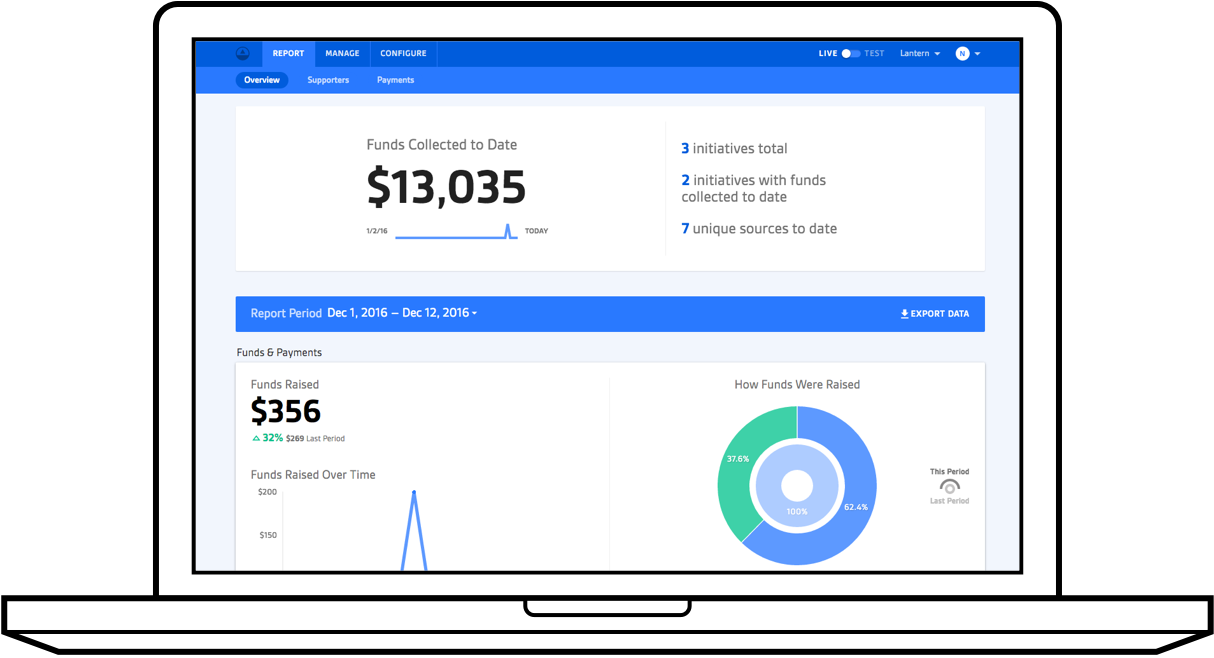 REPORT MANAGE CONFIGURE LIVE TEST Lantern N
Overview Supporters Payments
Funds Collected to Date
$13,035
1/2/16 TODAY
3 initiatives total
2 initiatives with funds
collected to date
7 unique sources to date
Report Period Dec 1, 2016 – Dec 12, 2016 EXPORT DATA
Funds & Payments
Funds Raised
$356
32% $269 Last Period
Funds Raised Over Time
$200
$150
How Funds Were Raised
37.6%
62.4%
100%
This Period
Last Period